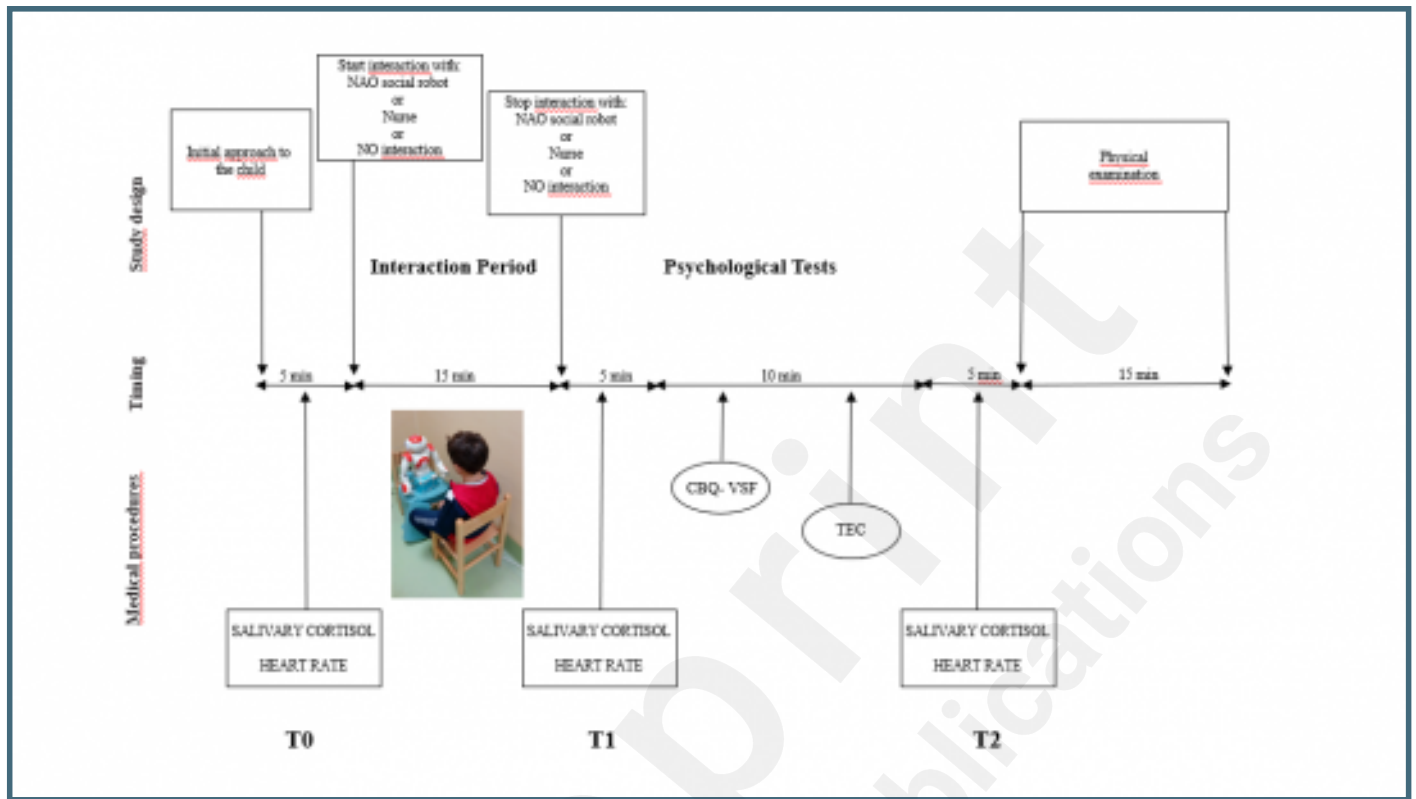 Start interaction with:
NAO social robot
or
Nurse
or
NO interaction
Stop interaction with:
NAO social robot
or
Nurse
or
NO interaction
Initial approach to
the child
Physical
examination
Study design
Interaction Period
Psychological Tests
Timing
5 min
15 min
5 min
10 min
5 min
15 min
Medical procedures
CBQ- VSF
TEC
SALIVARY CORTISOL
HEART RATE
SALIVARY CORTISOL
HEART RATE
SALIVARY CORTISOL
HEART RATE
T0
T1
T2
print
blications